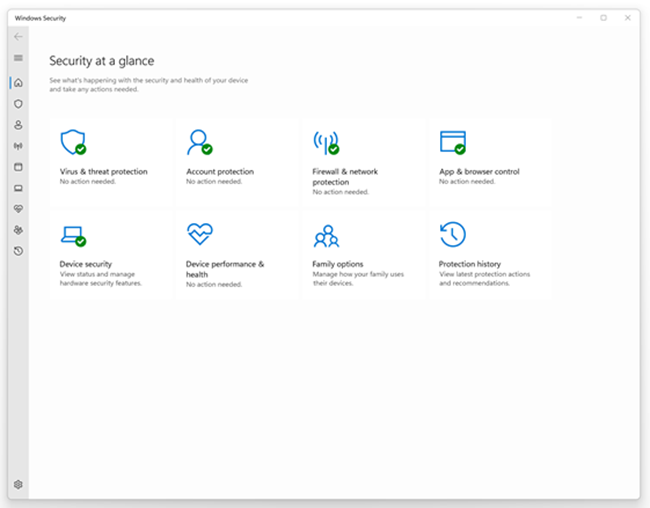 Windows Security
Security at a glance
See what's happening with the security and health of your device
and take any actions needed.
Virus & threat protection
No action needed.
Account protection
No action needed.
Firewall & network
protection
No action needed.
App & browser control
No action needed.
Device security
View status and manage
hardware security features.
Device performance &
health
No action needed.
Family options
Manage how your family uses
their devices.
Protection history
View latest protection actions
and recommendations.